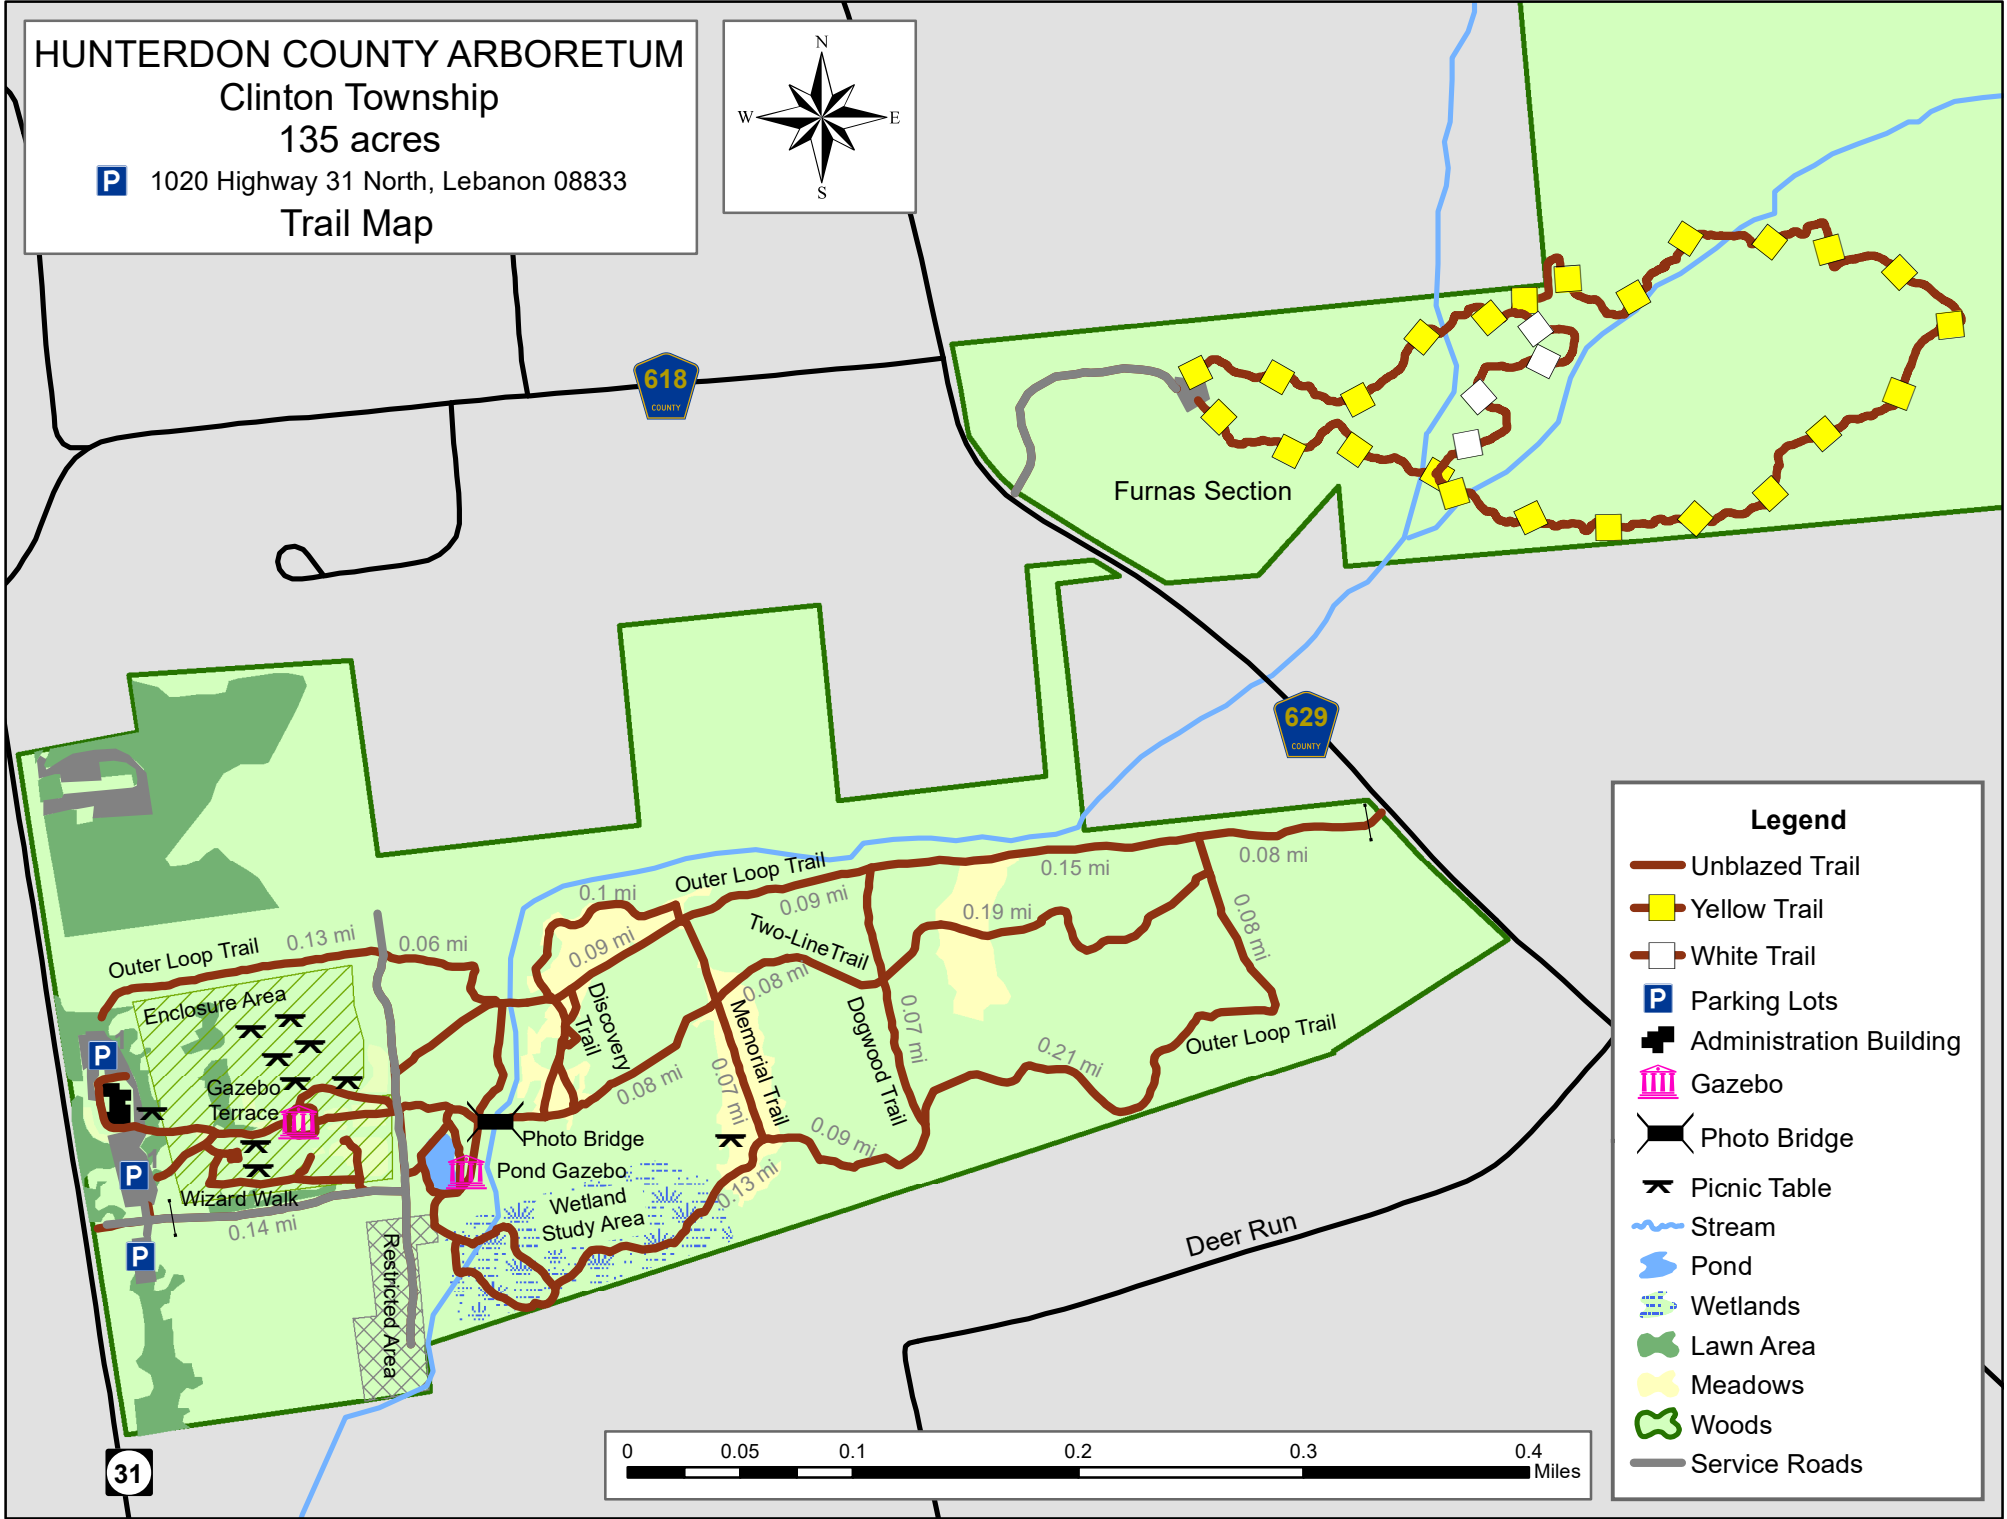 HUNTERDON COUNTY ARBORETUM
Clinton Township
135 acres
P 1020 Highway 31 North, Lebanon 08833
Trail Map
N
W E
S
618
COUNTY
Furnas Section
629
COUNTY
Outer Loop Trail
0.13 mi
0.06 mi
0.1 mi
Outer Loop Trail
0.09 mi
0.09 mi
0.15 mi
0.08 mi
Two-Line Trail
0.19 mi
0.08 mi
0.08 mi
Enclosure Area
Discovery
Trail
Memorial Trail
Dogwood Trail
0.07 mi
0.07 mi
0.08 mi
0.21 mi
Outer Loop Trail
0.09 mi
0.13 mi
P
Gazebo
Terrace
Photo Bridge
Pond Gazebo
P
Wizard Walk
0.14 mi
Wetland
Study Area
P
Restricted Area
Deer Run
31
0 0.05 0.1 0.2 0.3 0.4
Miles
Legend
Unblazed Trail
Yellow Trail
White Trail
P Parking Lots
Administration Building
Gazebo
Photo Bridge
Picnic Table
Stream
Pond
Wetlands
Lawn Area
Meadows
Woods
Service Roads